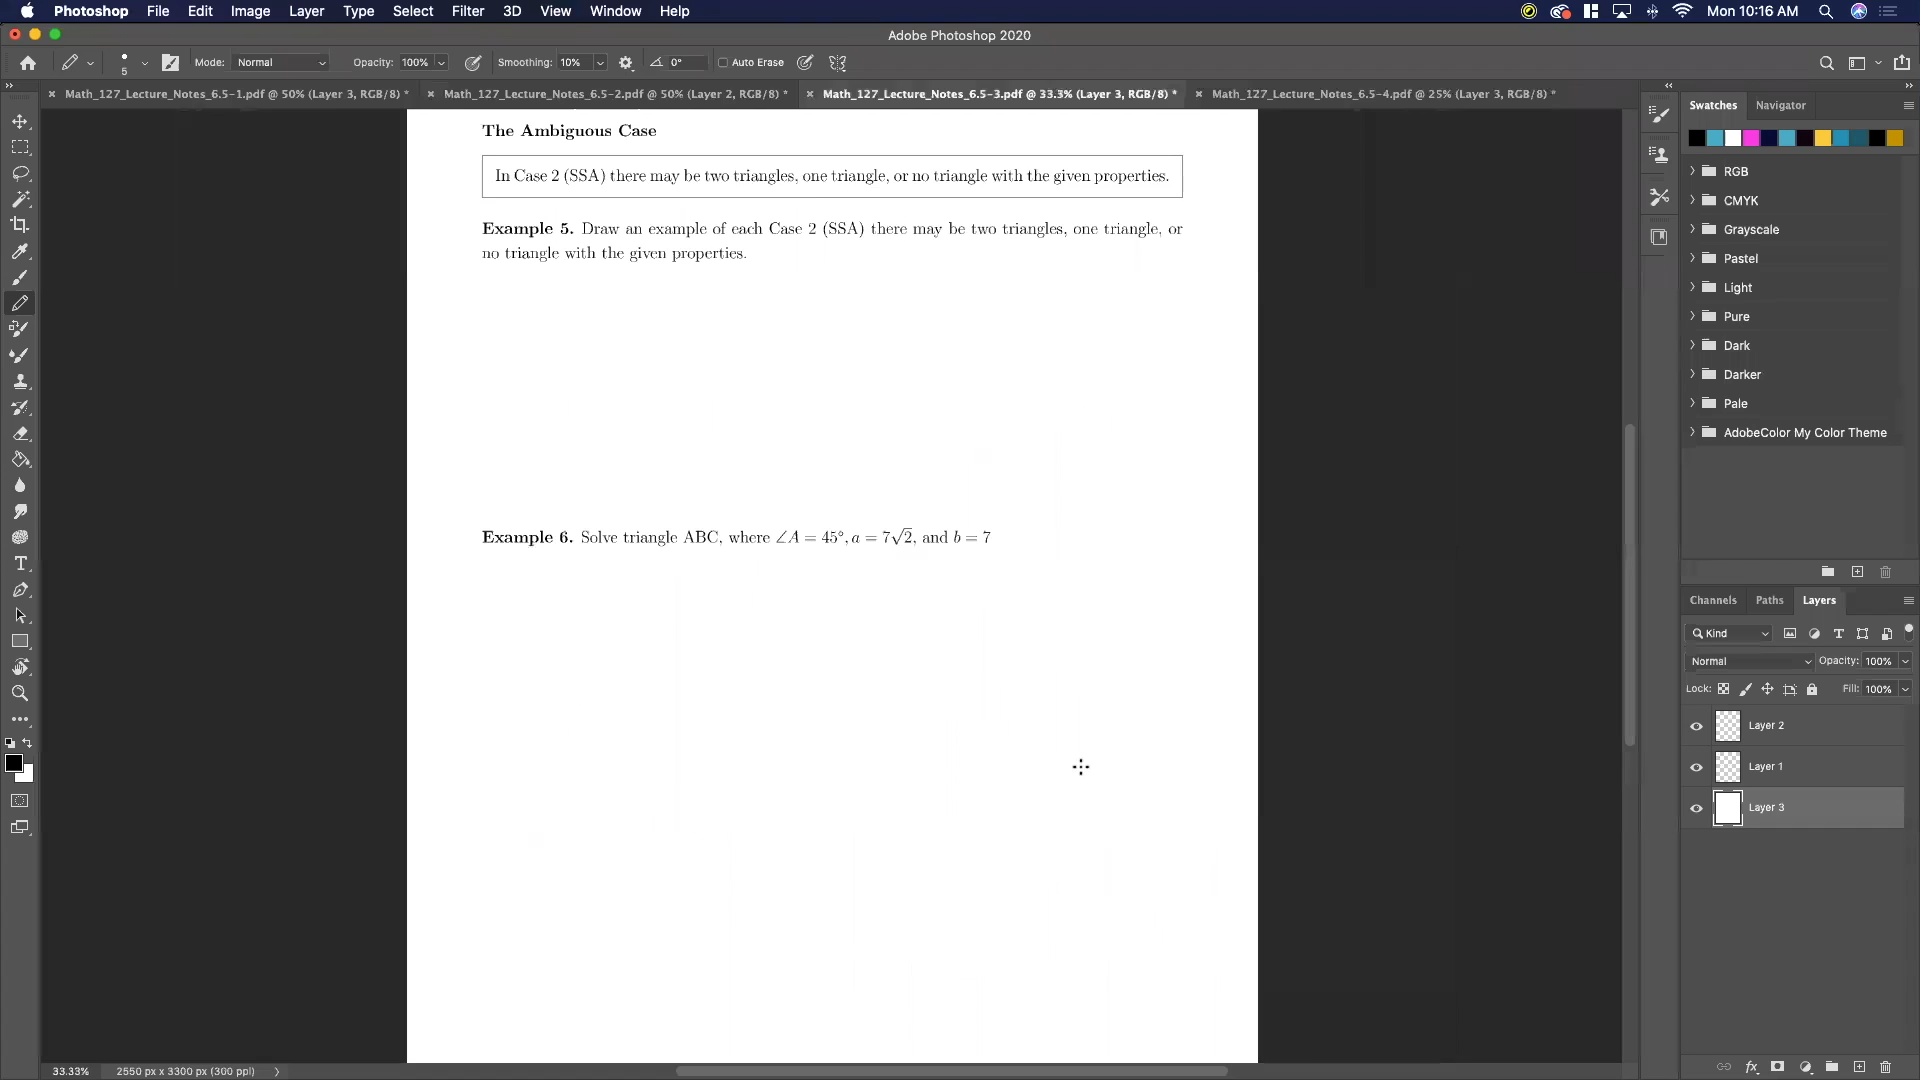 Photoshop File Edit Image Layer Type Select Filter 3D View Window Help Mon 10:16 AM
Adobe Photoshop 2020
5 Mode: Normal Opacity: 100% Smoothing: 10% 0° Auto Erase
Math_127_Lecture_Notes_6.5-1.pdf @ 50% (Layer 3, RGB/8) * Math_127_Lecture_Notes_6.5-2.pdf @ 50% (Layer 2, RGB/8) * Math_127_Lecture_Notes_6.5-3.pdf @ 33.3% (Layer 3, RGB/8) * Math_127_Lecture_Notes_6.5-4.pdf @ 25% (Layer 3, RGB/8) *
The Ambiguous Case
In Case 2 (SSA) there may be two triangles, one triangle, or no triangle with the given properties.
Example 5. Draw an example of each Case 2 (SSA) there may be two triangles, one triangle, or
no triangle with the given properties.
Example 6. Solve triangle ABC, where ∠A = 45°, a = 7√2, and b = 7
Swatches Navigator
RGB
CMYK
Grayscale
Pastel
Light
Pure
Dark
Darker
Pale
AdobeColor My Color Theme
Channels Paths Layers
Kind
Normal Opacity: 100%
Lock: Fill: 100%
Layer 2
Layer 1
Layer 3
33.33% 2550 px x 3300 px (300 ppi)